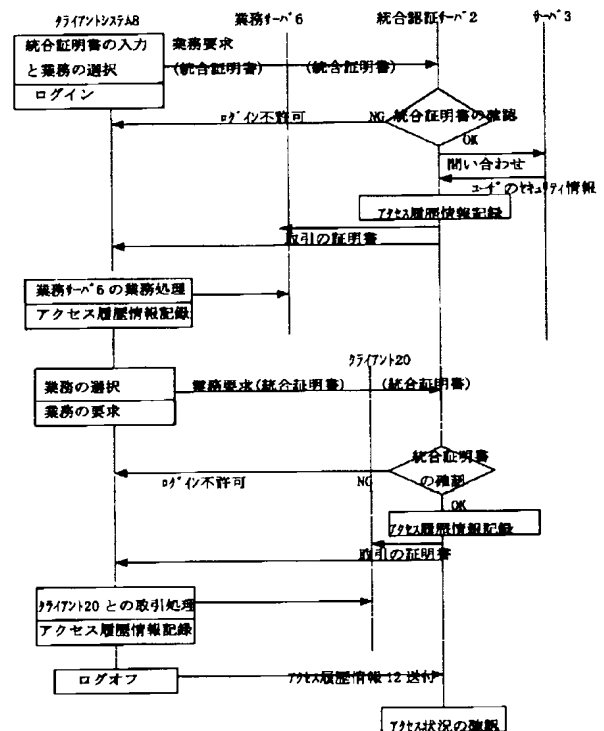 クライアントシステム8
業務サーバ6
統合認証サーバ2
サーバ3
統合証明書の入力
と業務の選択
ログイン
業務要求
(統合証明書)
(統合証明書)
ログイン不許可
NG
統合証明書の確認
OK
問い合わせ
ユーザのセキュリティ情報
アクセス履歴情報記録
取引の証明書
業務サーバ6の業務処理
アクセス履歴情報記録
クライアント20
業務の選択
業務の要求
業務要求(統合証明書)
(統合証明書)
統合証明書
の確認
ログイン不許可
NG
OK
アクセス履歴情報記録
取引の証明書
クライアント20との取引処理
アクセス履歴情報記録
ログオフ
アクセス履歴情報12送付
アクセス状況の確認